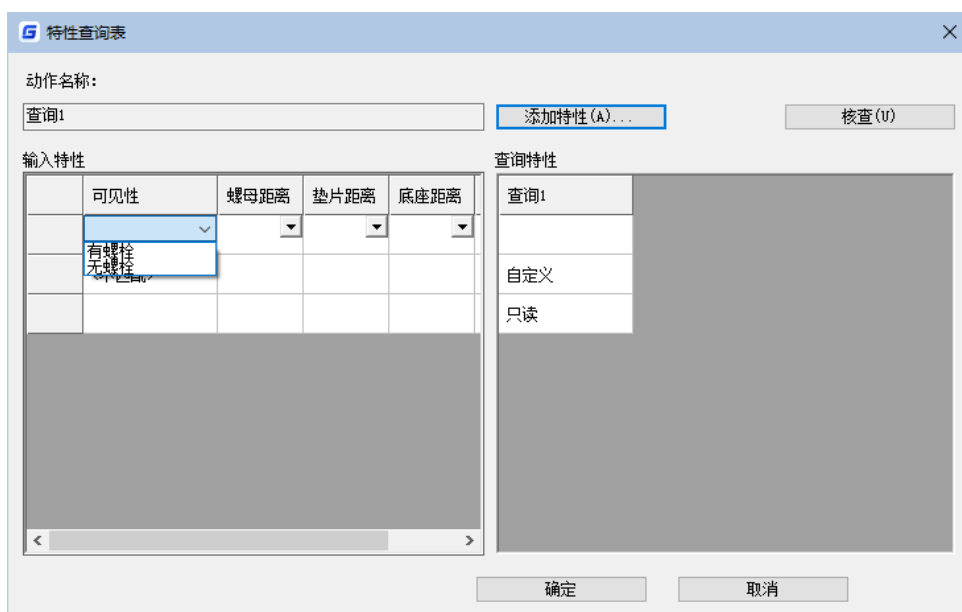 特性查询表
动作名称:
查询1
添加特性(A)...
核查(U)
输入特性
查询特性
可见性 螺母距离 垫片距离 底座距离
查询1
有螺栓
无螺栓
自定义
只读
确定
取消